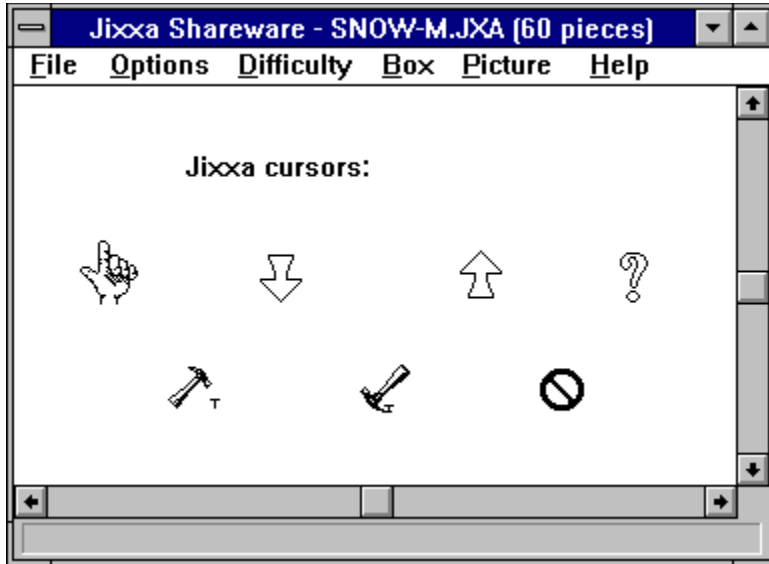 Jixxa Shareware - SNOW-M.JXA (60 pieces)
File Options Difficulty Box Picture Help
Jixxa cursors: